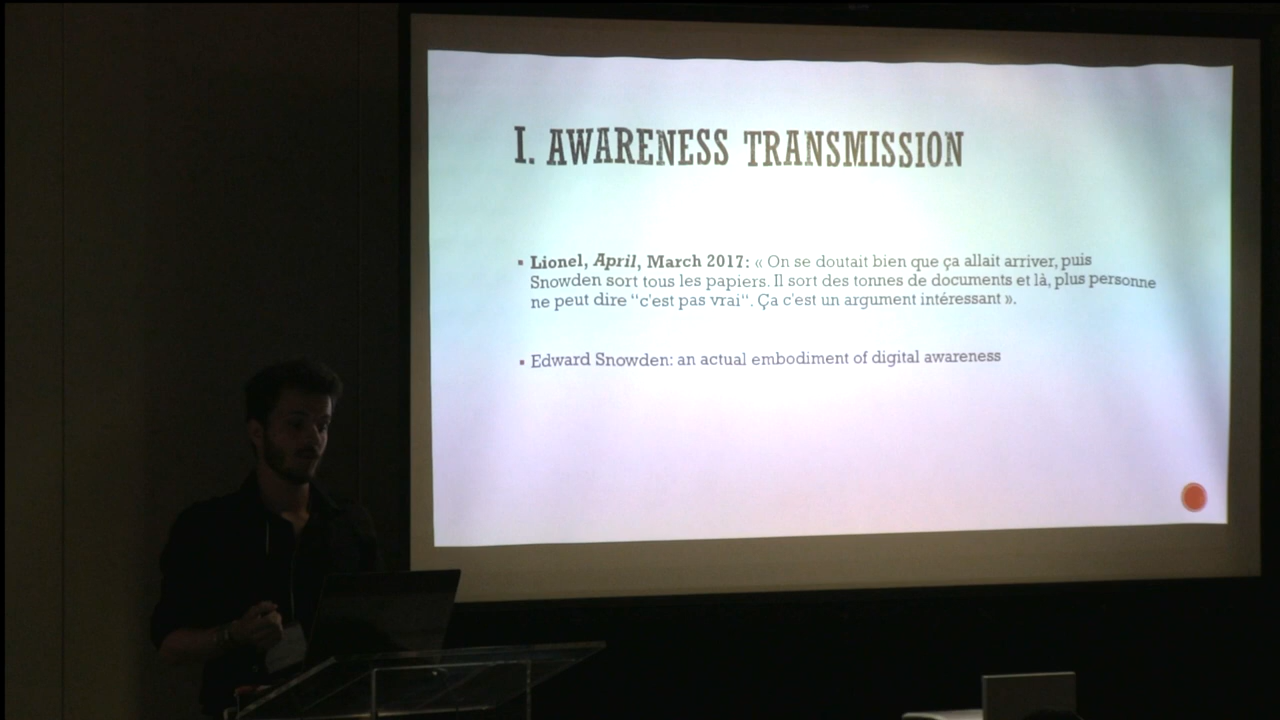 I. AWARENESS TRANSMISSION
▪ Lionel, April, March 2017: « On se doutait bien que ça allait arriver, puis
Snowden sort tous les papiers. Il sort des tonnes de documents et là, plus personne
ne peut dire "c'est pas vrai". Ça c'est un argument intéressant ».
▪ Edward Snowden: an actual embodiment of digital awareness